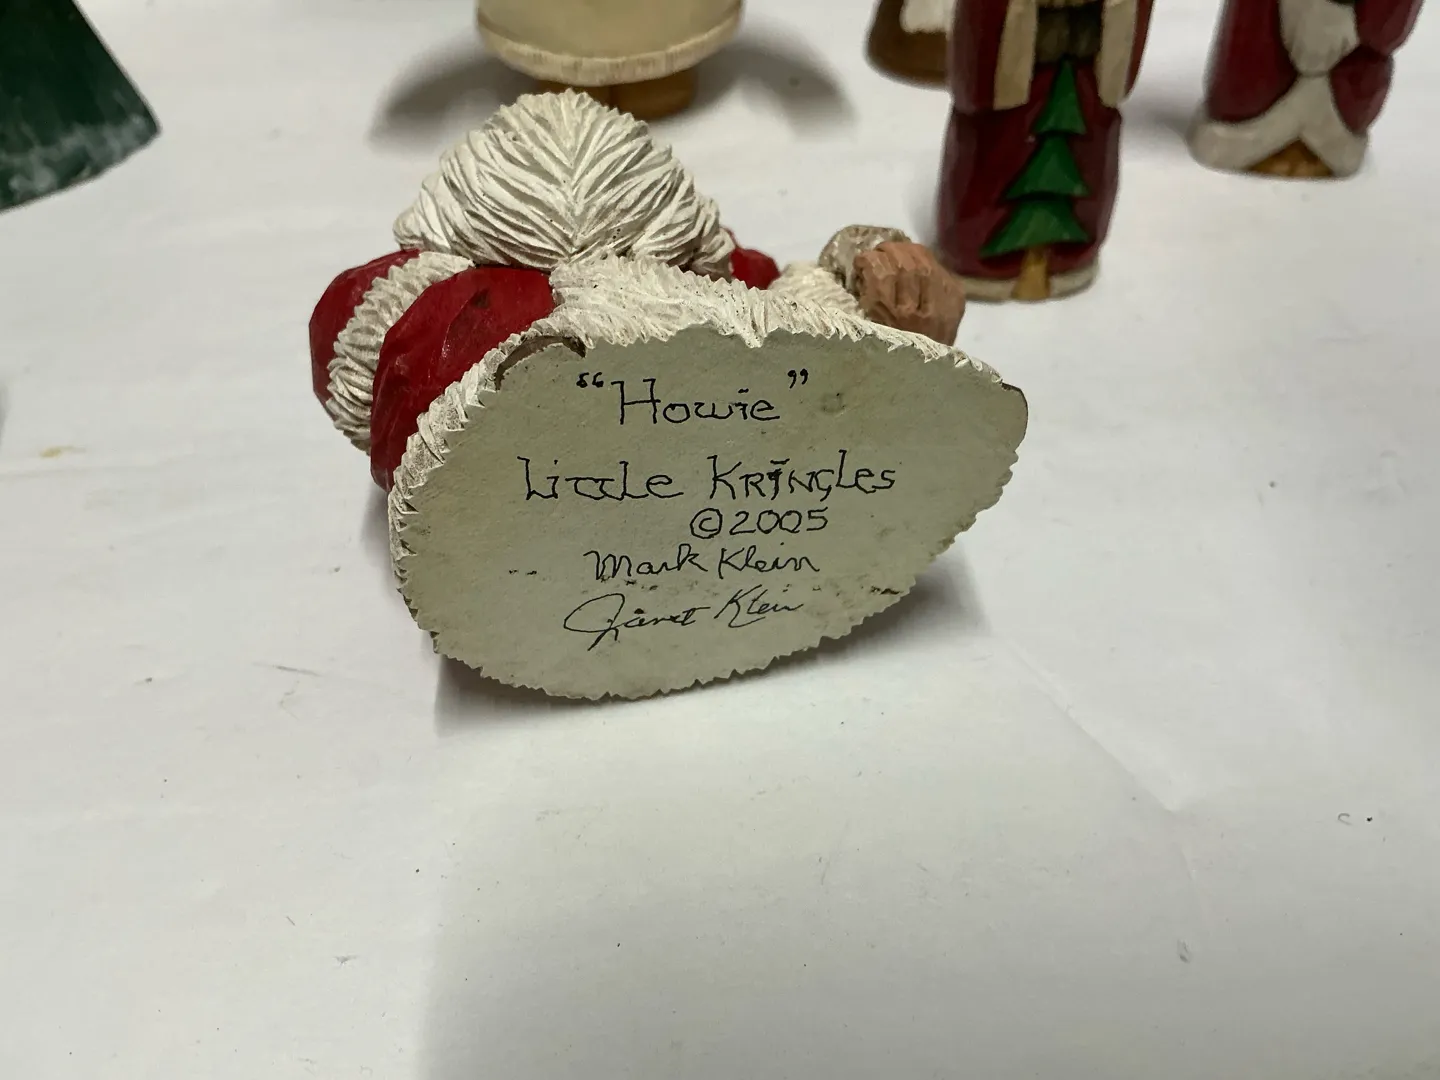 “Howie”
Little Kringles
©2005
Mark Klein
Janet Klein